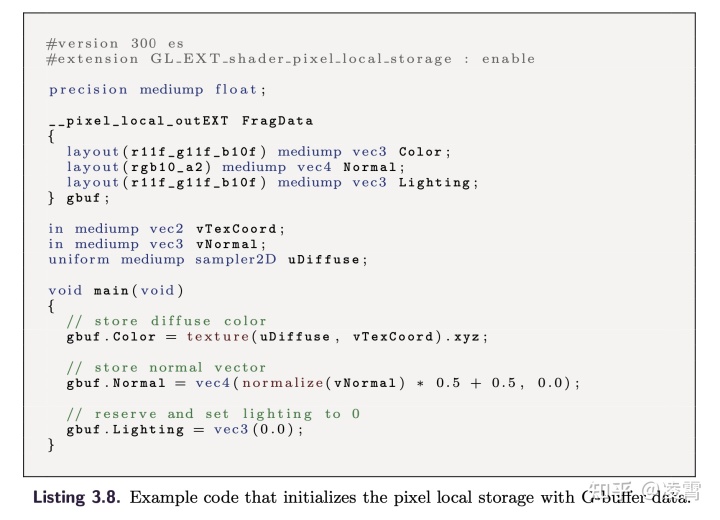 #version 300 es
#extension GL_EXT_shader_pixel_local_storage : enable
precision mediump float;
__pixel_local_outEXT FragData
{
layout(r11f_g11f_b10f) mediump vec3 Color;
layout(rgb10_a2) mediump vec4 Normal;
layout(r11f_g11f_b10f) mediump vec3 Lighting;
} gbuf;
in mediump vec2 vTexCoord;
in mediump vec3 vNormal;
uniform mediump sampler2D uDiffuse;
void main(void)
{
// store diffuse color
gbuf.Color = texture(uDiffuse, vTexCoord).xyz;
// store normal vector
gbuf.Normal = vec4(normalize(vNormal) * 0.5 + 0.5, 0.0);
// reserve and set lighting to 0
gbuf.Lighting = vec3(0.0);
}
Listing 3.8. Example code that initializes the pixel local storage with G-buffer data.
知乎 @凌霄